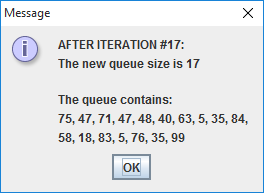 Message
AFTER ITERATION #17:
The new queue size is 17
The queue contains:
75, 47, 71, 47, 48, 40, 63, 5, 35, 84,
58, 18, 83, 5, 76, 35, 99
OK